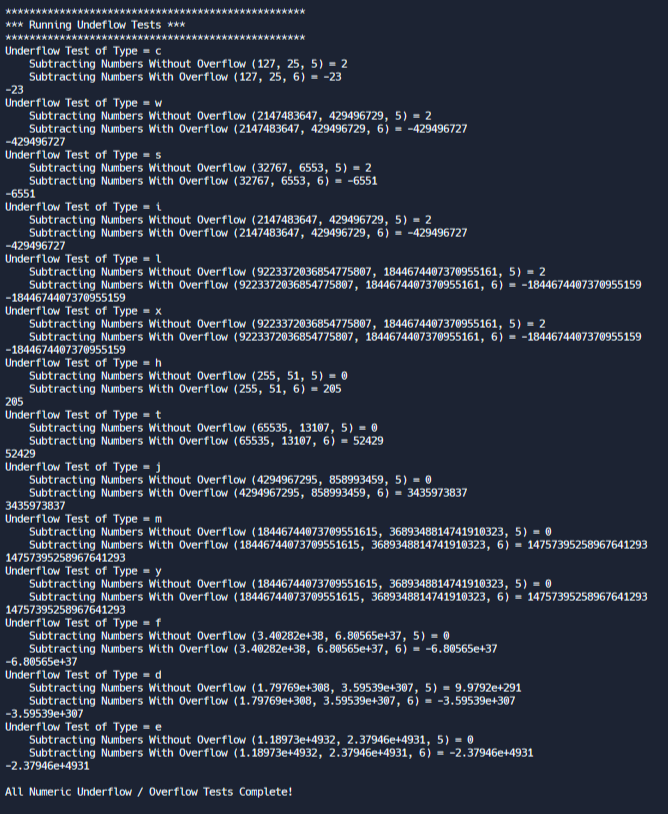 **************************************************
*** Running Undeflow Tests ***
**************************************************
Underflow Test of Type = c
    Subtracting Numbers Without Overflow (127, 25, 5) = 2
    Subtracting Numbers With Overflow (127, 25, 6) = -23
-23
Underflow Test of Type = w
    Subtracting Numbers Without Overflow (2147483647, 429496729, 5) = 2
    Subtracting Numbers With Overflow (2147483647, 429496729, 6) = -429496727
-429496727
Underflow Test of Type = s
    Subtracting Numbers Without Overflow (32767, 6553, 5) = 2
    Subtracting Numbers With Overflow (32767, 6553, 6) = -6551
-6551
Underflow Test of Type = i
    Subtracting Numbers Without Overflow (2147483647, 429496729, 5) = 2
    Subtracting Numbers With Overflow (2147483647, 429496729, 6) = -429496727
-429496727
Underflow Test of Type = l
    Subtracting Numbers Without Overflow (9223372036854775807, 1844674407370955161, 5) = 2
    Subtracting Numbers With Overflow (9223372036854775807, 1844674407370955161, 6) = -1844674407370955159
-1844674407370955159
Underflow Test of Type = x
    Subtracting Numbers Without Overflow (9223372036854775807, 1844674407370955161, 5) = 2
    Subtracting Numbers With Overflow (9223372036854775807, 1844674407370955161, 6) = -1844674407370955159
-1844674407370955159
Underflow Test of Type = h
    Subtracting Numbers Without Overflow (255, 51, 5) = 0
    Subtracting Numbers With Overflow (255, 51, 6) = 205
205
Underflow Test of Type = t
    Subtracting Numbers Without Overflow (65535, 13107, 5) = 0
    Subtracting Numbers With Overflow (65535, 13107, 6) = 52429
52429
Underflow Test of Type = j
    Subtracting Numbers Without Overflow (4294967295, 858993459, 5) = 0
    Subtracting Numbers With Overflow (4294967295, 858993459, 6) = 3435973837
3435973837
Underflow Test of Type = m
    Subtracting Numbers Without Overflow (18446744073709551615, 3689348814741910323, 5) = 0
    Subtracting Numbers With Overflow (18446744073709551615, 3689348814741910323, 6) = 14757395258967641293
14757395258967641293
Underflow Test of Type = y
    Subtracting Numbers Without Overflow (18446744073709551615, 3689348814741910323, 5) = 0
    Subtracting Numbers With Overflow (18446744073709551615, 3689348814741910323, 6) = 14757395258967641293
14757395258967641293
Underflow Test of Type = f
    Subtracting Numbers Without Overflow (3.40282e+38, 6.80565e+37, 5) = 0
    Subtracting Numbers With Overflow (3.40282e+38, 6.80565e+37, 6) = -6.80565e+37
-6.80565e+37
Underflow Test of Type = d
    Subtracting Numbers Without Overflow (1.79769e+308, 3.59539e+307, 5) = 9.9792e+291
    Subtracting Numbers With Overflow (1.79769e+308, 3.59539e+307, 6) = -3.59539e+307
-3.59539e+307
Underflow Test of Type = e
    Subtracting Numbers Without Overflow (1.18973e+4932, 2.37946e+4931, 5) = 0
    Subtracting Numbers With Overflow (1.18973e+4932, 2.37946e+4931, 6) = -2.37946e+4931
-2.37946e+4931

All Numeric Underflow / Overflow Tests Complete!